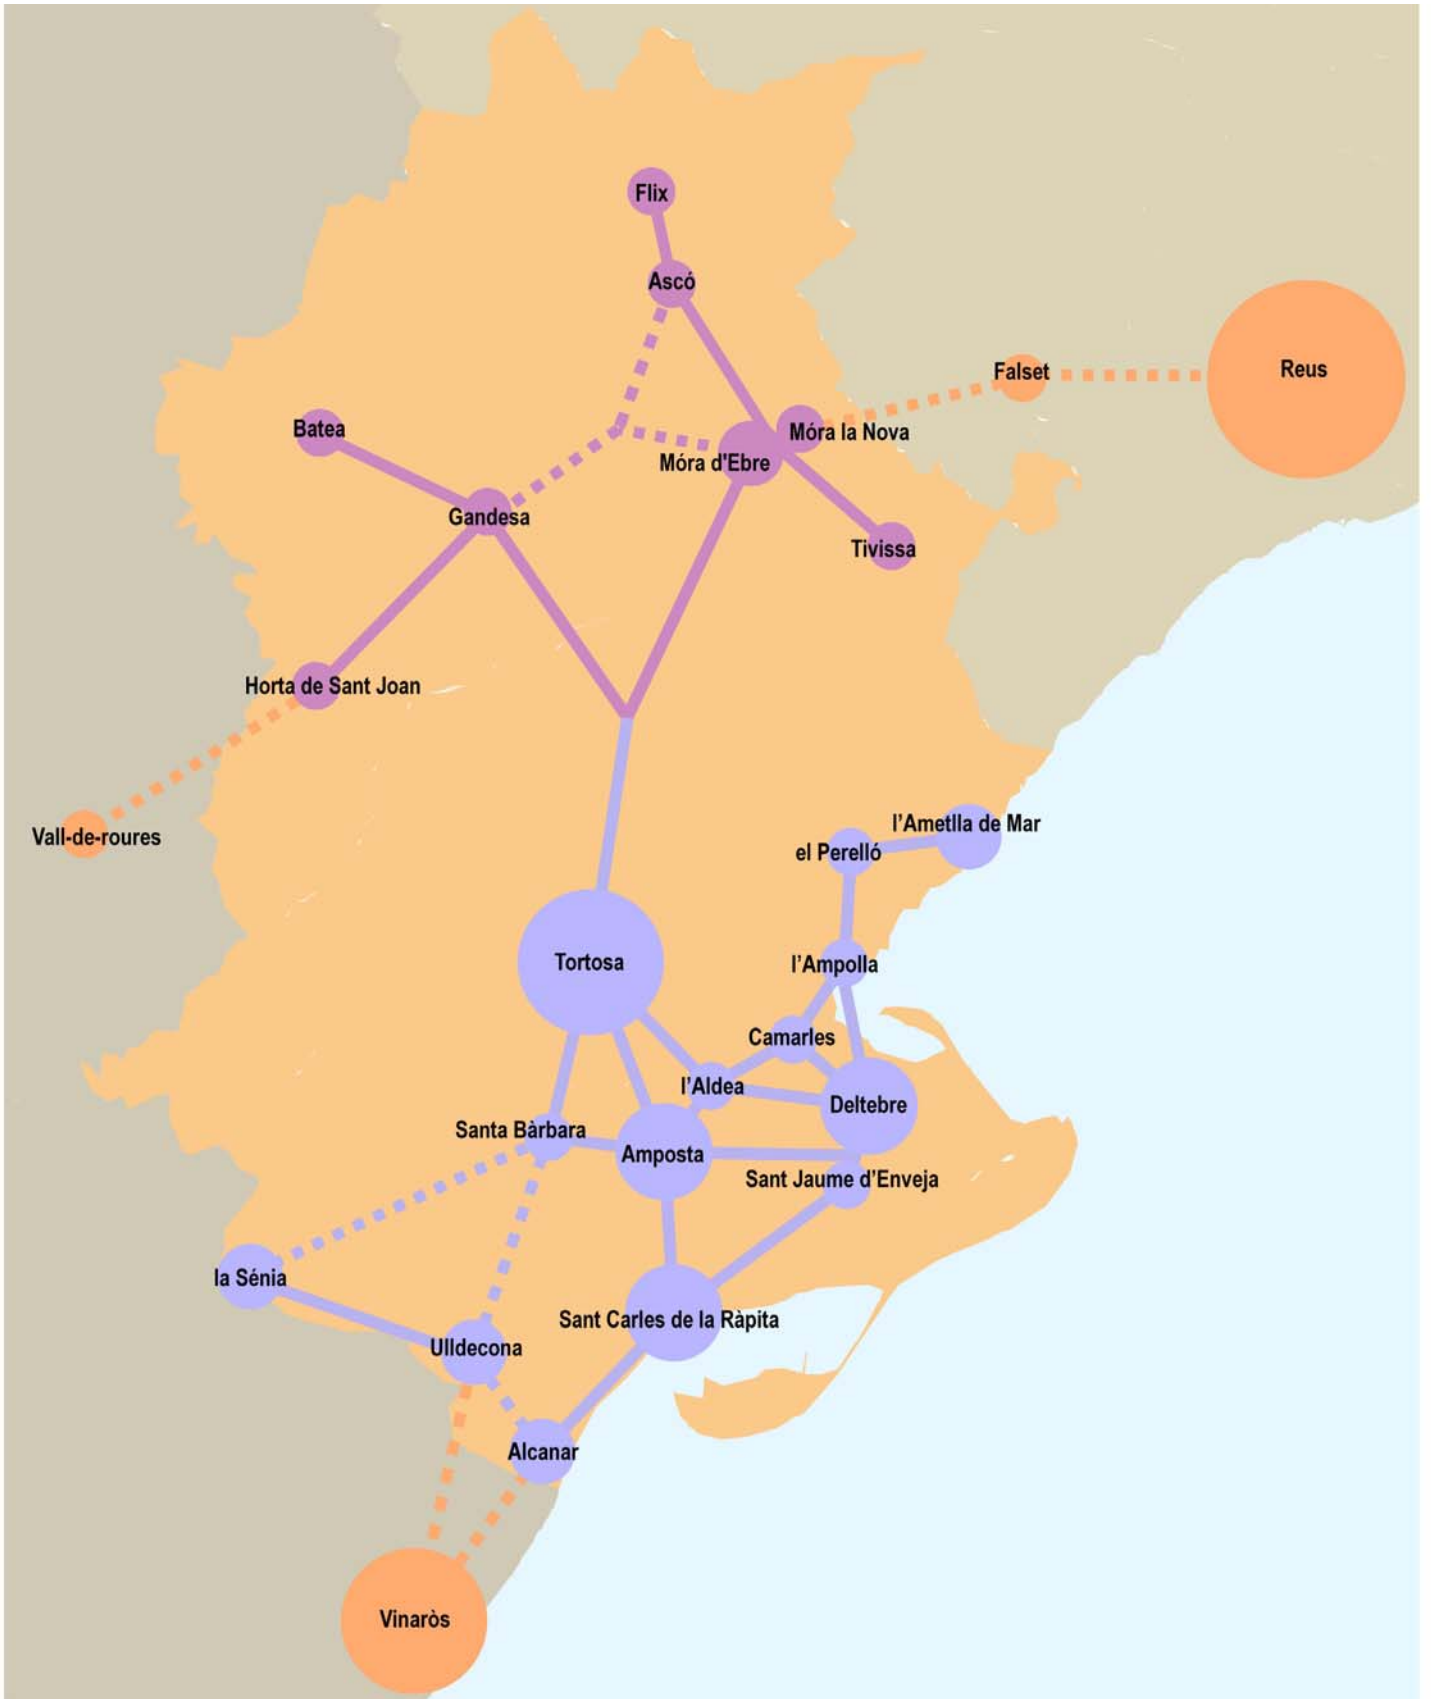 Flix
Ascó
Falset
Reus
Batea
Móra la Nova
Móra d'Ebre
Gandesa
Tivissa
Horta de Sant Joan
l’Ametlla de Mar
Vall-de-roures
el Perelló
Tortosa
l’Ampolla
Camarles
l’Aldea
Deltebre
Santa Bàrbara
Amposta
Sant Jaume d’Enveja
la Sénia
Sant Carles de la Ràpita
Ulldecona
Alcanar
Vinaròs